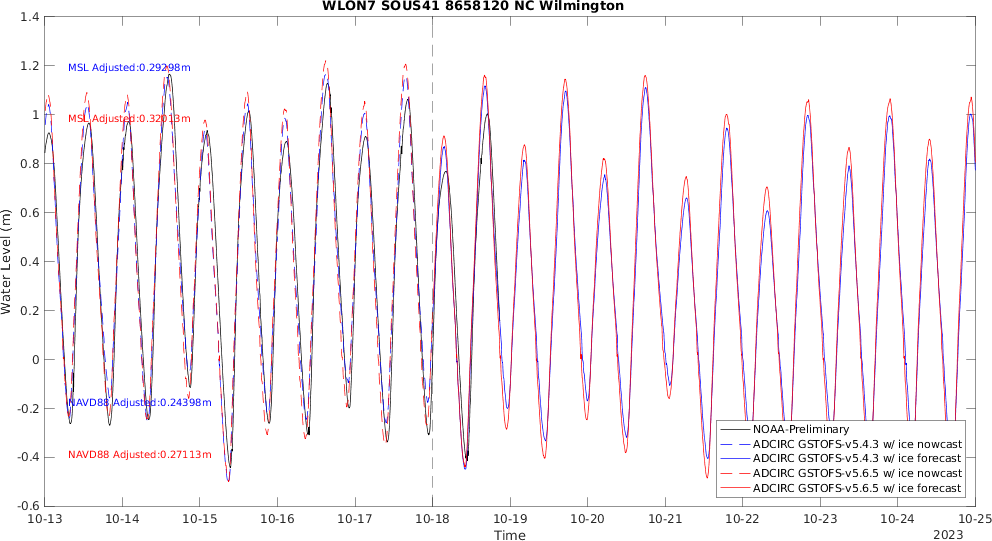 WLON7 SOUS41 8658120 NC Wilmington
1.4
1.2
1
0.8
0.6
0.4
0.2
0
-0.2
-0.4
-0.6
Water Level (m)
MSL Adjusted:0.29298m
MSL Adjusted:0.32013m
NAVD88 Adjusted:0.24398m
NAVD88 Adjusted:0.27113m
NOAA-Preliminary
ADCIRC GSTOFS-v5.4.3 w/ ice nowcast
ADCIRC GSTOFS-v5.4.3 w/ ice forecast
ADCIRC GSTOFS-v5.6.5 w/ ice nowcast
ADCIRC GSTOFS-v5.6.5 w/ ice forecast
10-13 10-14 10-15 10-16 10-17 10-18 10-19 10-20 10-21 10-22 10-23 10-24 10-25
Time
2023